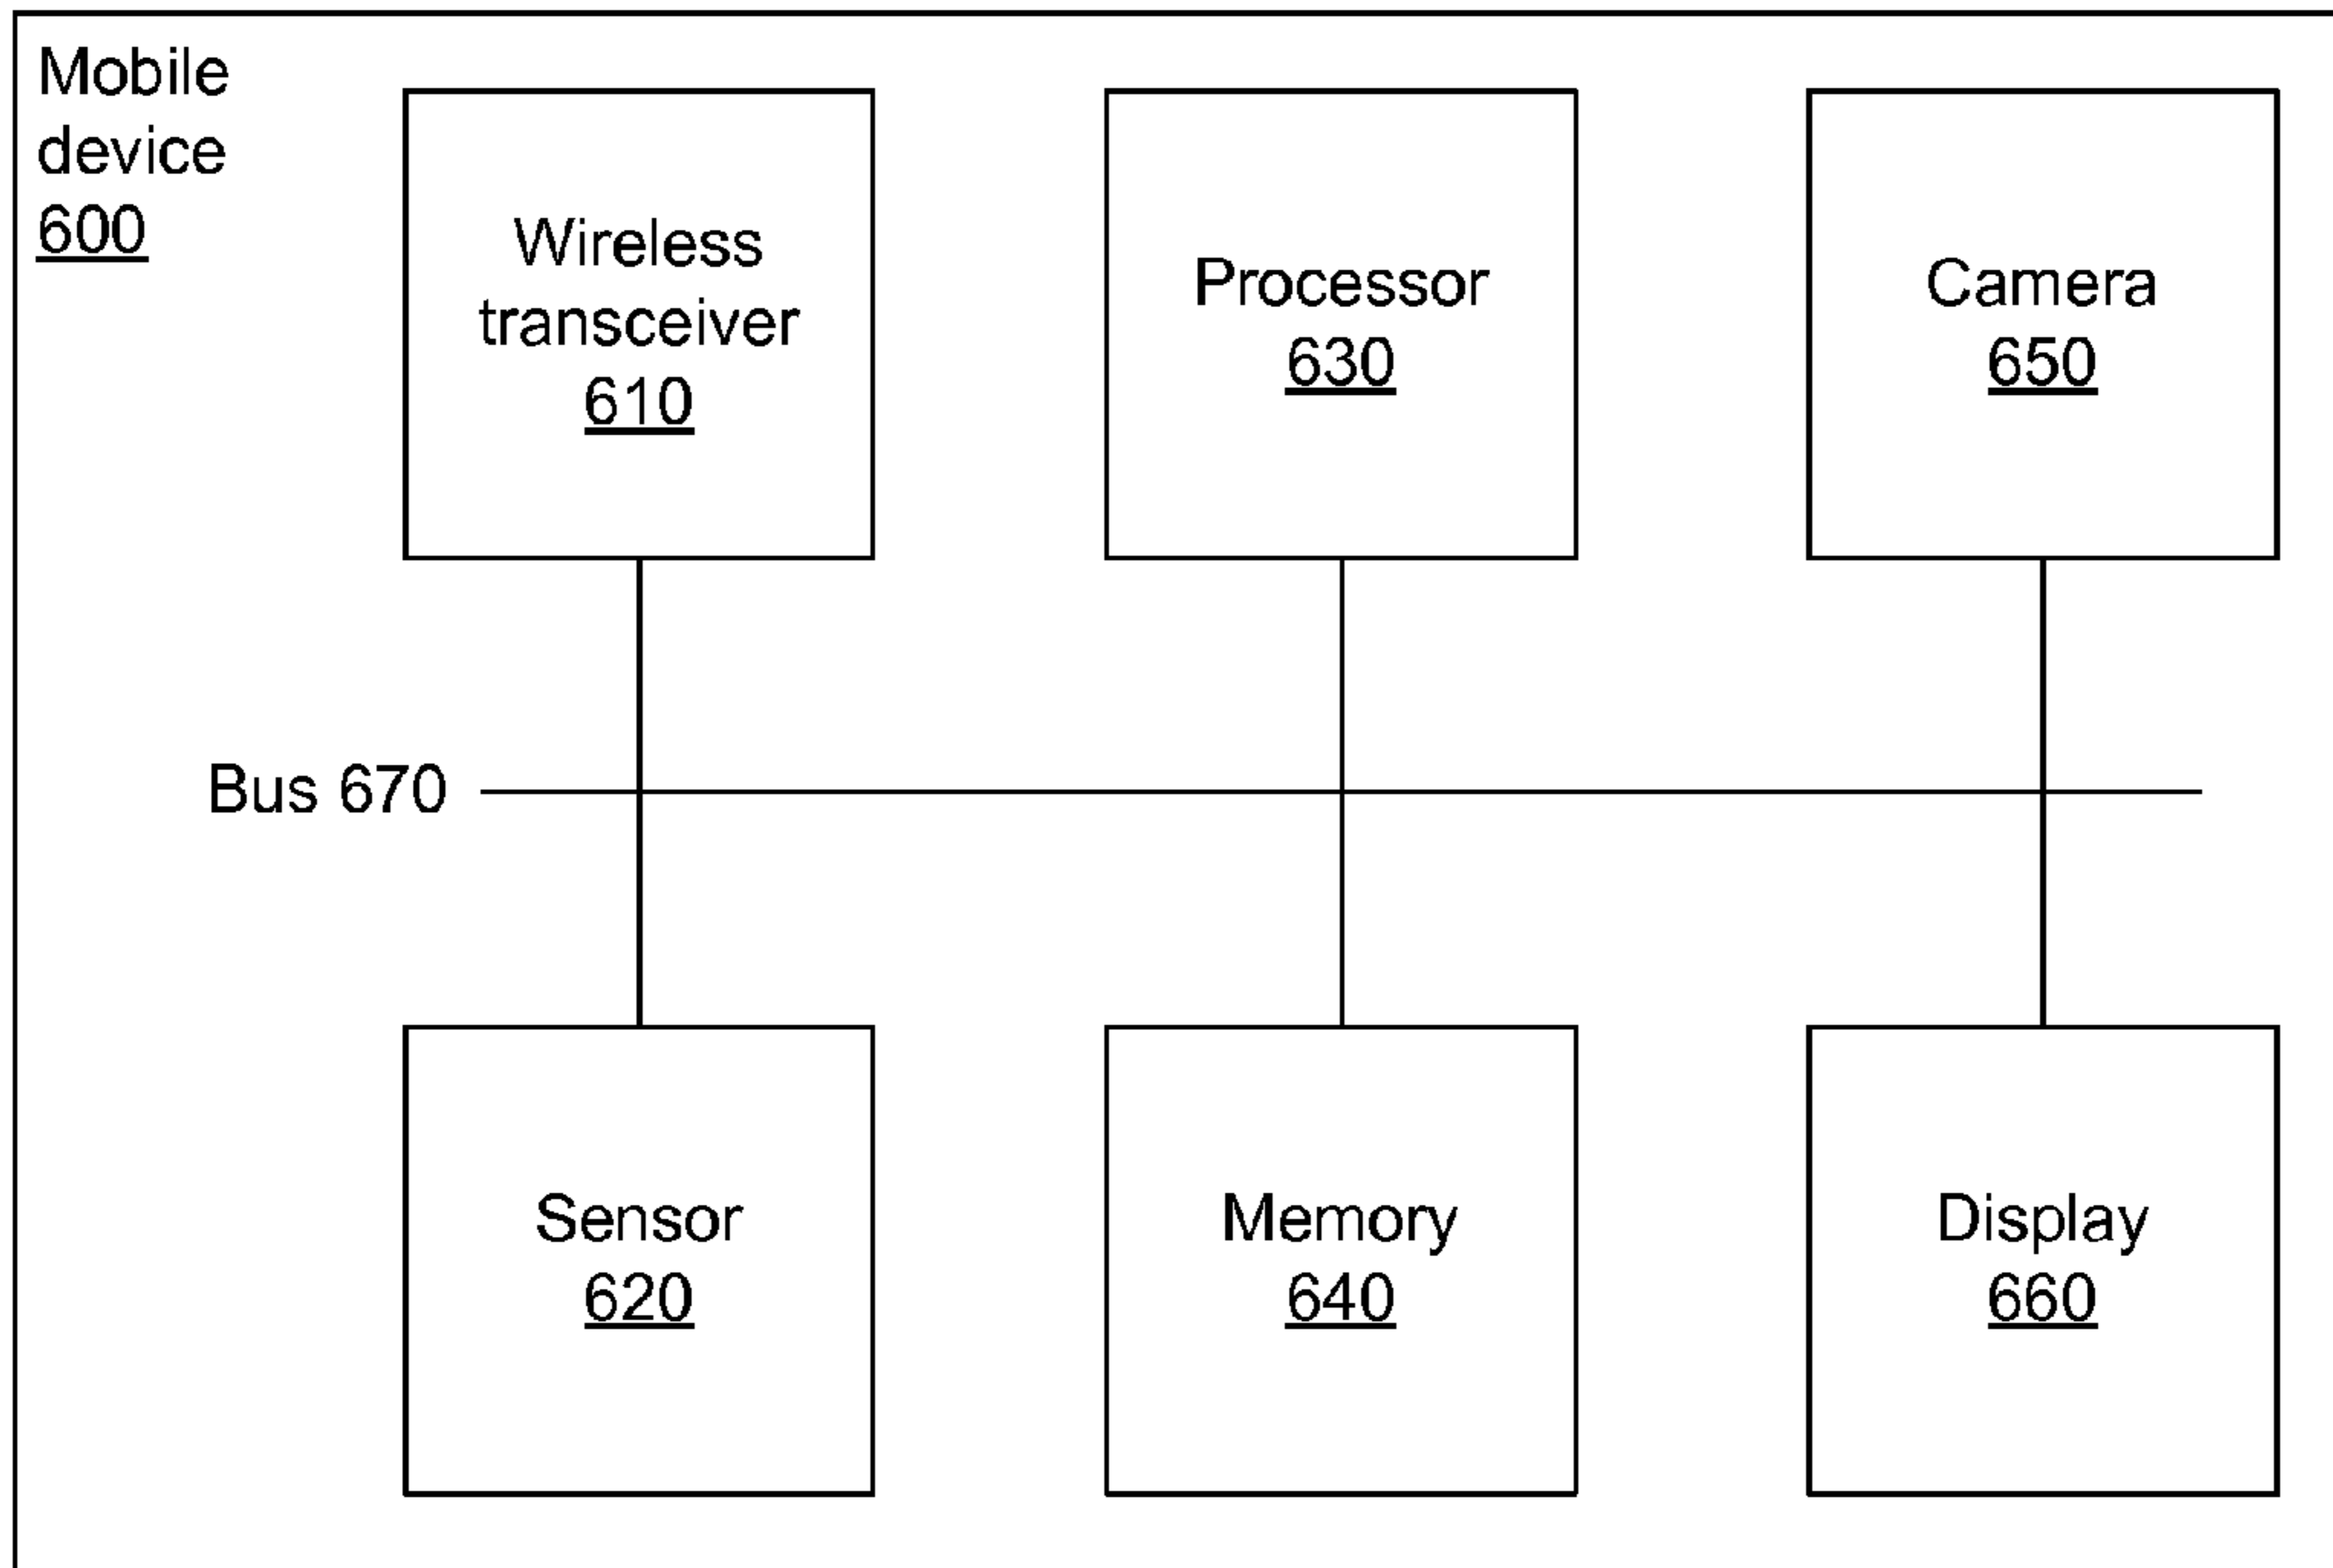 Mobile
device
600
Wireless
transceiver
610
Processor
630
Camera
650
Bus 670
Sensor
620
Memory
640
Display
660